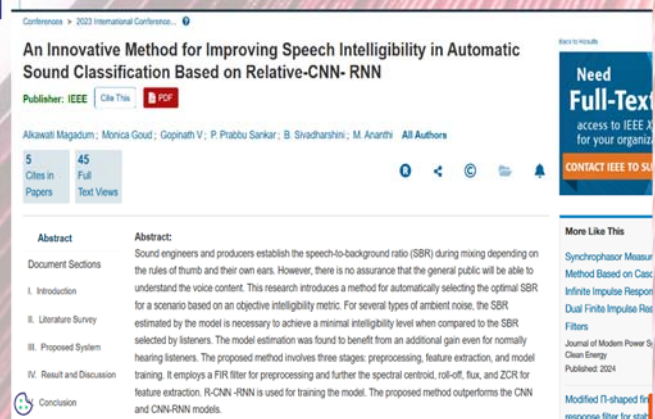 Conferences > 2023 International Conference...
An Innovative Method for Improving Speech Intelligibility in Automatic
Sound Classification Based on Relative-CNN- RNN
Publisher: IEEE
Cite This
PDF
Alkawati Magadum ; Monica Goud ; Gopinath V ; P. Prabbu Sankar ; B. Sivadharshini ; M. Ananthi All Authors
5
Cites in
Papers
45
Full
Text Views
Abstract
Document Sections
I. Introduction
II. Literature Survey
III. Proposed System
IV. Result and Discussion
Conclusion
Abstract:
Sound engineers and producers establish the speech-to-background ratio (SBR) during mixing depending on
the rules of thumb and their own ears. However, there is no assurance that the general public will be able to
understand the voice content. This research introduces a method for automatically selecting the optimal SBR
for a scenario based on an objective intelligibility metric. For several types of ambient noise, the SBR
estimated by the model is necessary to achieve a minimal intelligibility level when compared to the SBR
selected by listeners. The model estimation was found to benefit from an additional gain even for normally
hearing listeners. The proposed method involves three stages: preprocessing, feature extraction, and model
training. It employs a FIR filter for preprocessing and further the spectral centroid, roll-off, flux, and ZCR for
feature extraction. R-CNN -RNN is used for training the model. The proposed method outperforms the CNN
and CNN-RNN models.
Back to Results
Need
Full-Text
access to IEEE X
for your organiz
CONTACT IEEE TO SU
More Like This
Synchrophasor Measur
Method Based on Casc
Infinite Impulse Respon
Dual Finite Impulse Res
Filters
Journal of Modern Power Sy
Clean Energy
Published: 2024
Modified Π-shaped fin
response filter for stab